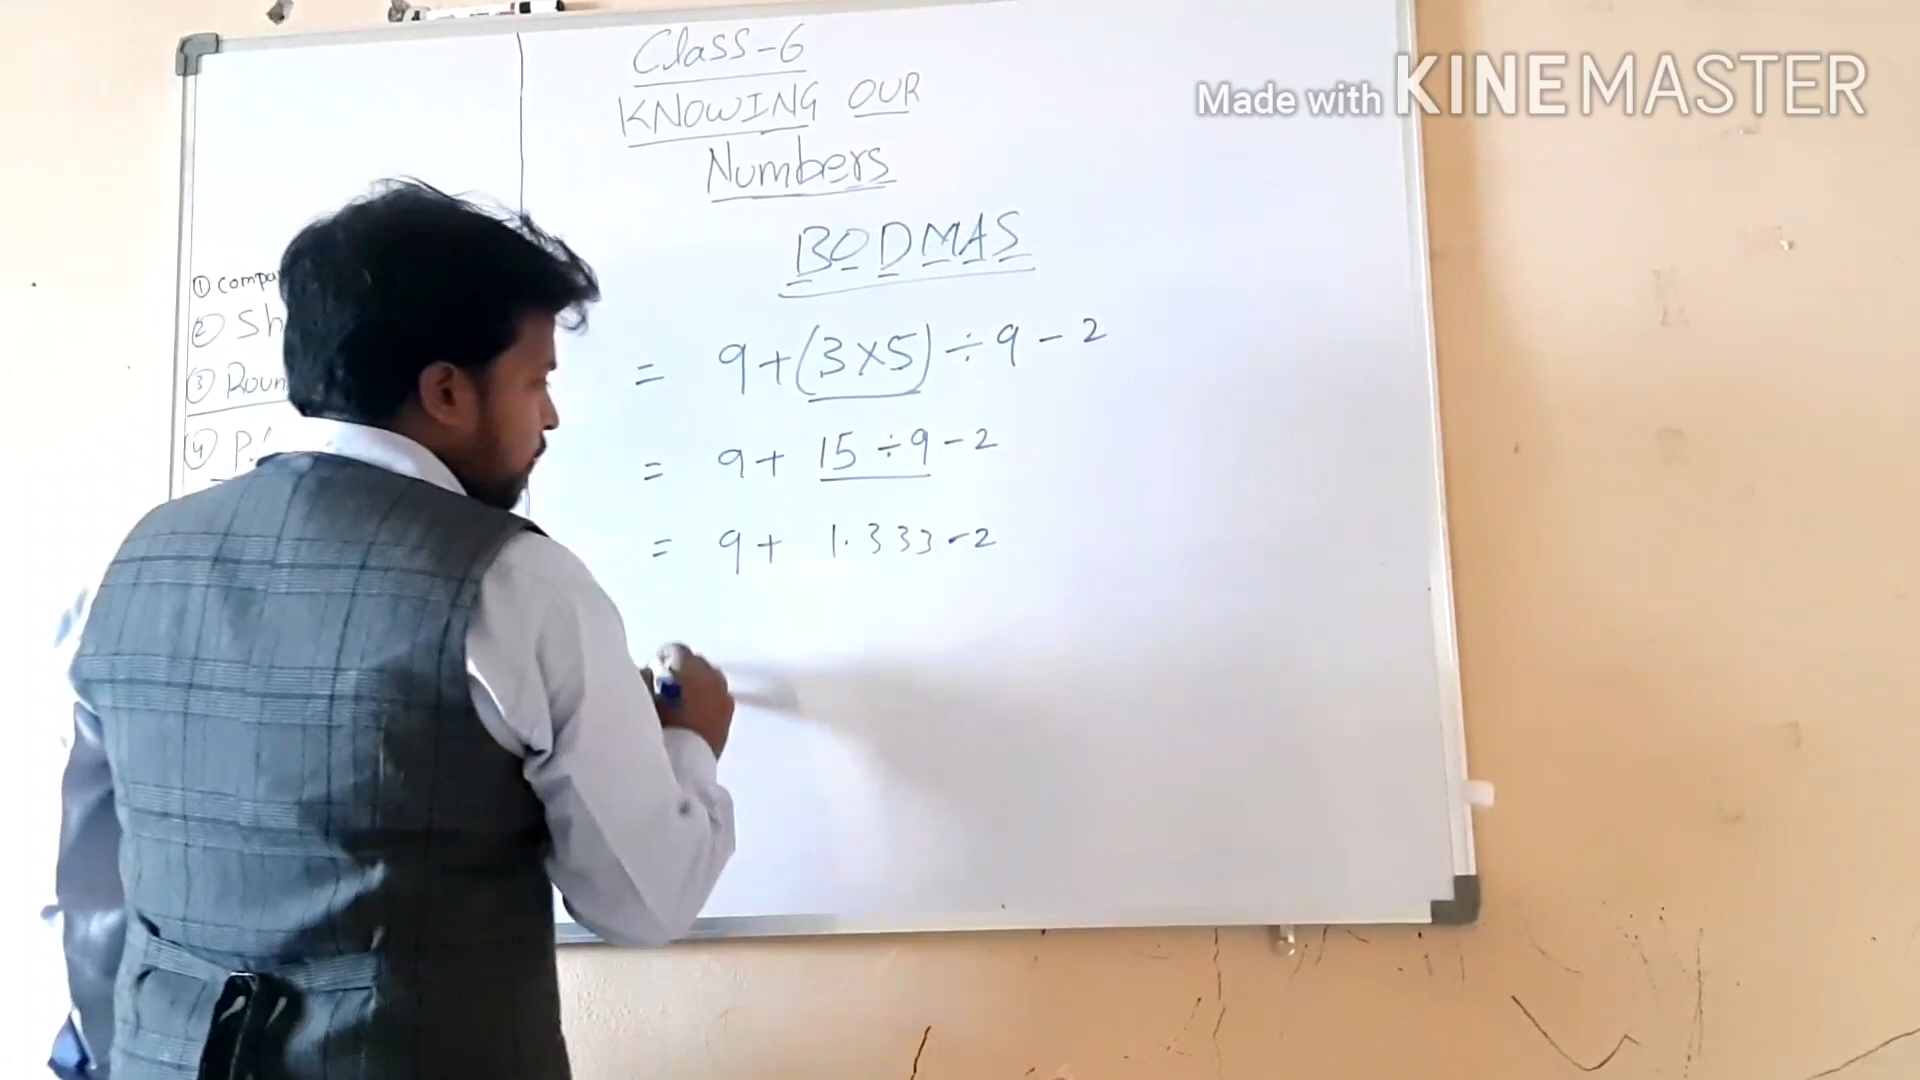 Class-6
KNOWING OUR
Numbers
BODMAS
① compa
② Sh
③ Roun
④ P.
= 9+(3×5)÷9-2
= 9+ 15÷9-2
= 9+ 1.333-2
Made with KINEMASTER